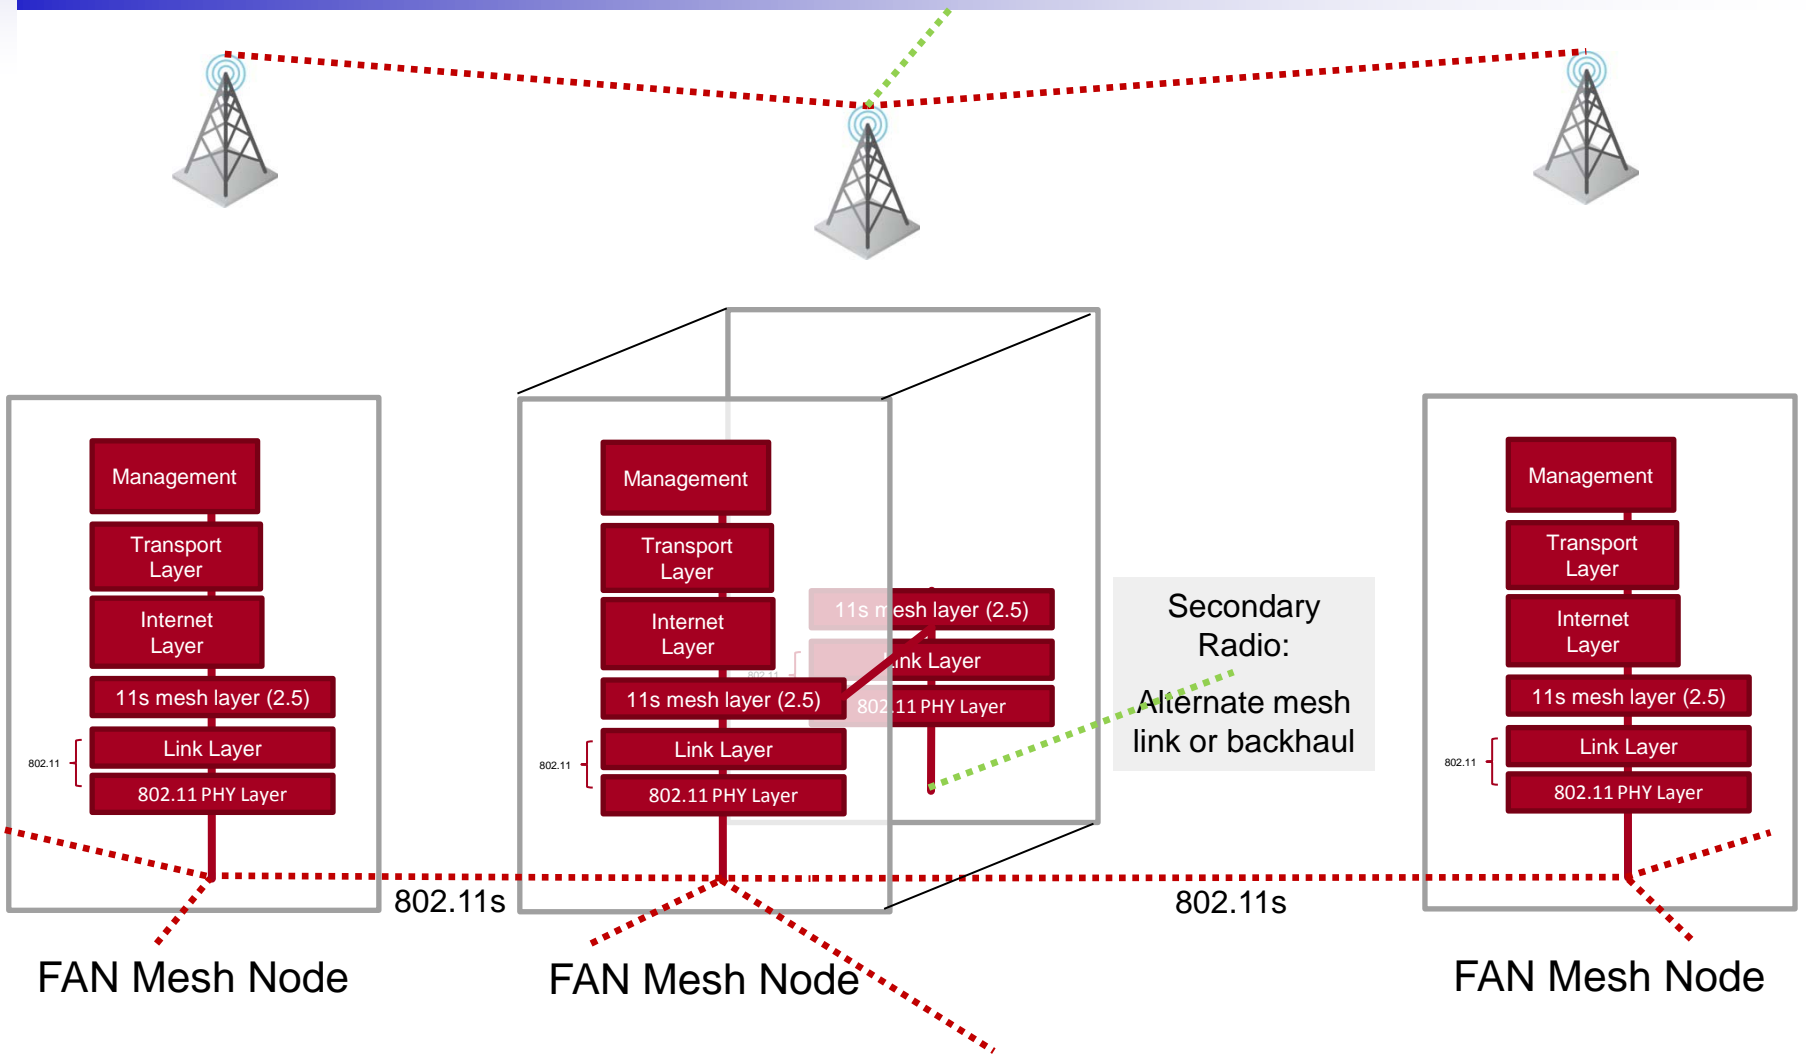 Management
Transport
Layer
Internet
Layer
11s mesh layer (2.5)
Link Layer
802.11
802.11 PHY Layer
Management
Transport
Layer
Internet
Layer
11s mesh layer (2.5)
Link Layer
802.11
802.11 PHY Layer
11s mesh layer (2.5)
Link Layer
802.11
802.11 PHY Layer
Secondary
Radio:
Alternate mesh
link or backhaul
Management
Transport
Layer
Internet
Layer
11s mesh layer (2.5)
Link Layer
802.11
802.11 PHY Layer
802.11s
802.11s
FAN Mesh Node
FAN Mesh Node
FAN Mesh Node